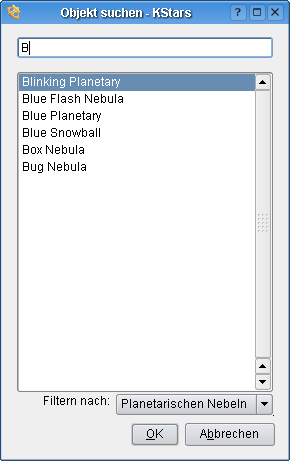 Objekt suchen - KStars
B
Blinking Planetary
Blue Flash Nebula
Blue Planetary
Blue Snowball
Box Nebula
Bug Nebula
Filtern nach: Planetarischen Nebeln
OK Abbrechen